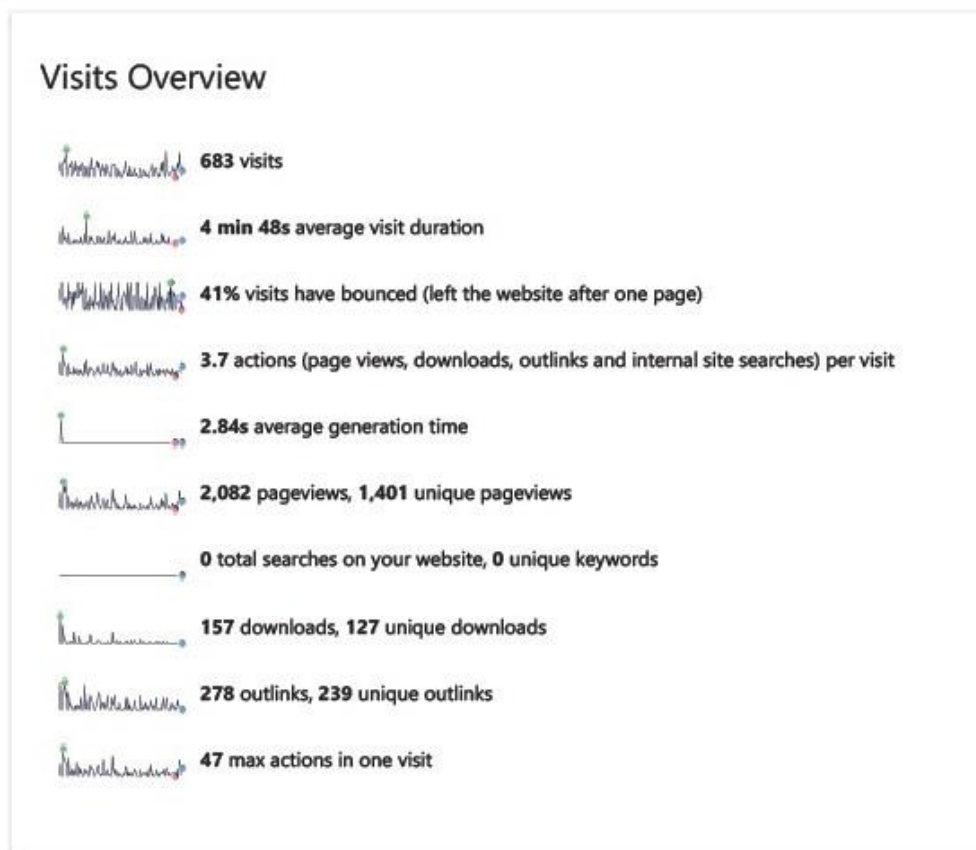 Visits Overview
683 visits
4 min 48s average visit duration
41% visits have bounced (left the website after one page)
3.7 actions (page views, downloads, outlinks and internal site searches) per visit
2.84s average generation time
2,082 pageviews, 1,401 unique pageviews
0 total searches on your website, 0 unique keywords
157 downloads, 127 unique downloads
278 outlinks, 239 unique outlinks
47 max actions in one visit